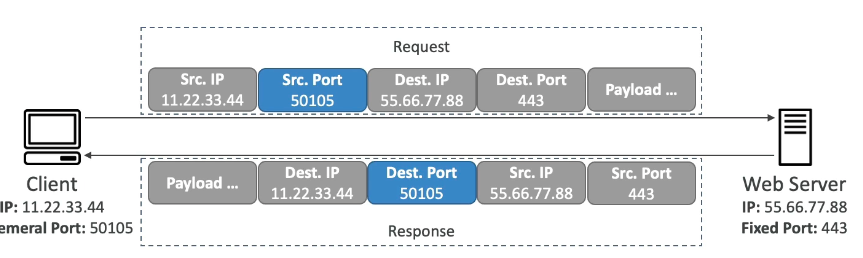 Request
Src. IP
11.22.33.44
Src. Port
50105
Dest. IP
55.66.77.88
Dest. Port
443
Payload ...
Client
IP: 11.22.33.44
emeral Port: 50105
Web Server
IP: 55.66.77.88
Fixed Port: 443
Payload ...
Dest. IP
11.22.33.44
Dest. Port
50105
Src. IP
55.66.77.88
Src. Port
443
Response